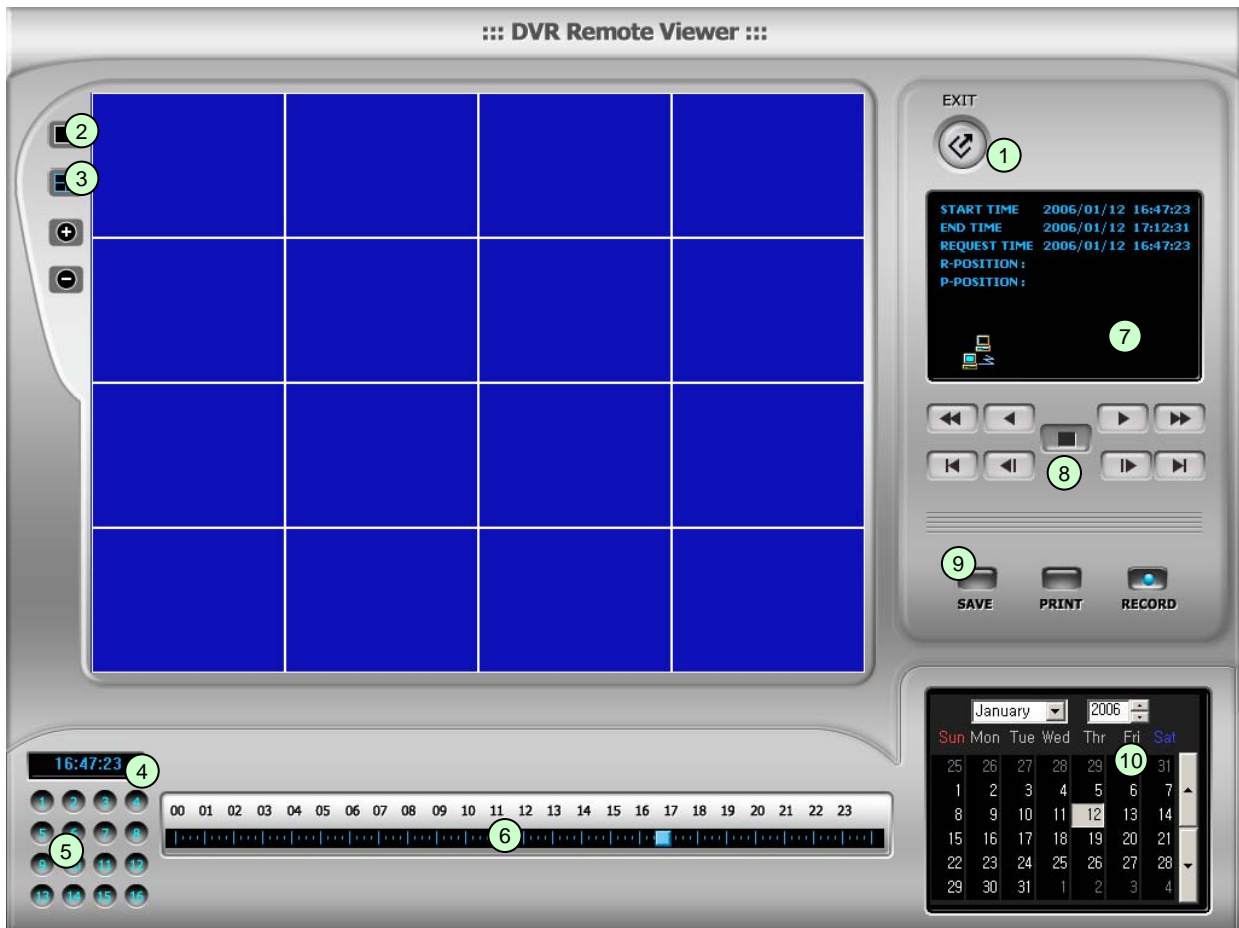 ::: DVR Remote Viewer :::
EXIT
1
2
3
START TIME 2006/01/12 16:47:23
END TIME 2006/01/12 17:12:31
REQUEST TIME 2006/01/12 16:47:23
R-POSITION :
P-POSITION :
7
8
9
SAVE PRINT RECORD
January 2006
Sun Mon Tue Wed Thr Fri Sat
10
25 26 27 28 29 31
1 2 3 4 5 6 7
8 9 10 11 12 13 14
15 16 17 18 19 20 21
22 23 24 25 26 27 28
29 30 31 1 2 3 4
16:47:23
4
1 2 3 4
5 6 7 8
5
9 10 11 12
13 14 15 16
00 01 02 03 04 05 06 07 08 09 10 11 12 13 14 15 16 17 18 19 20 21 22 23
6